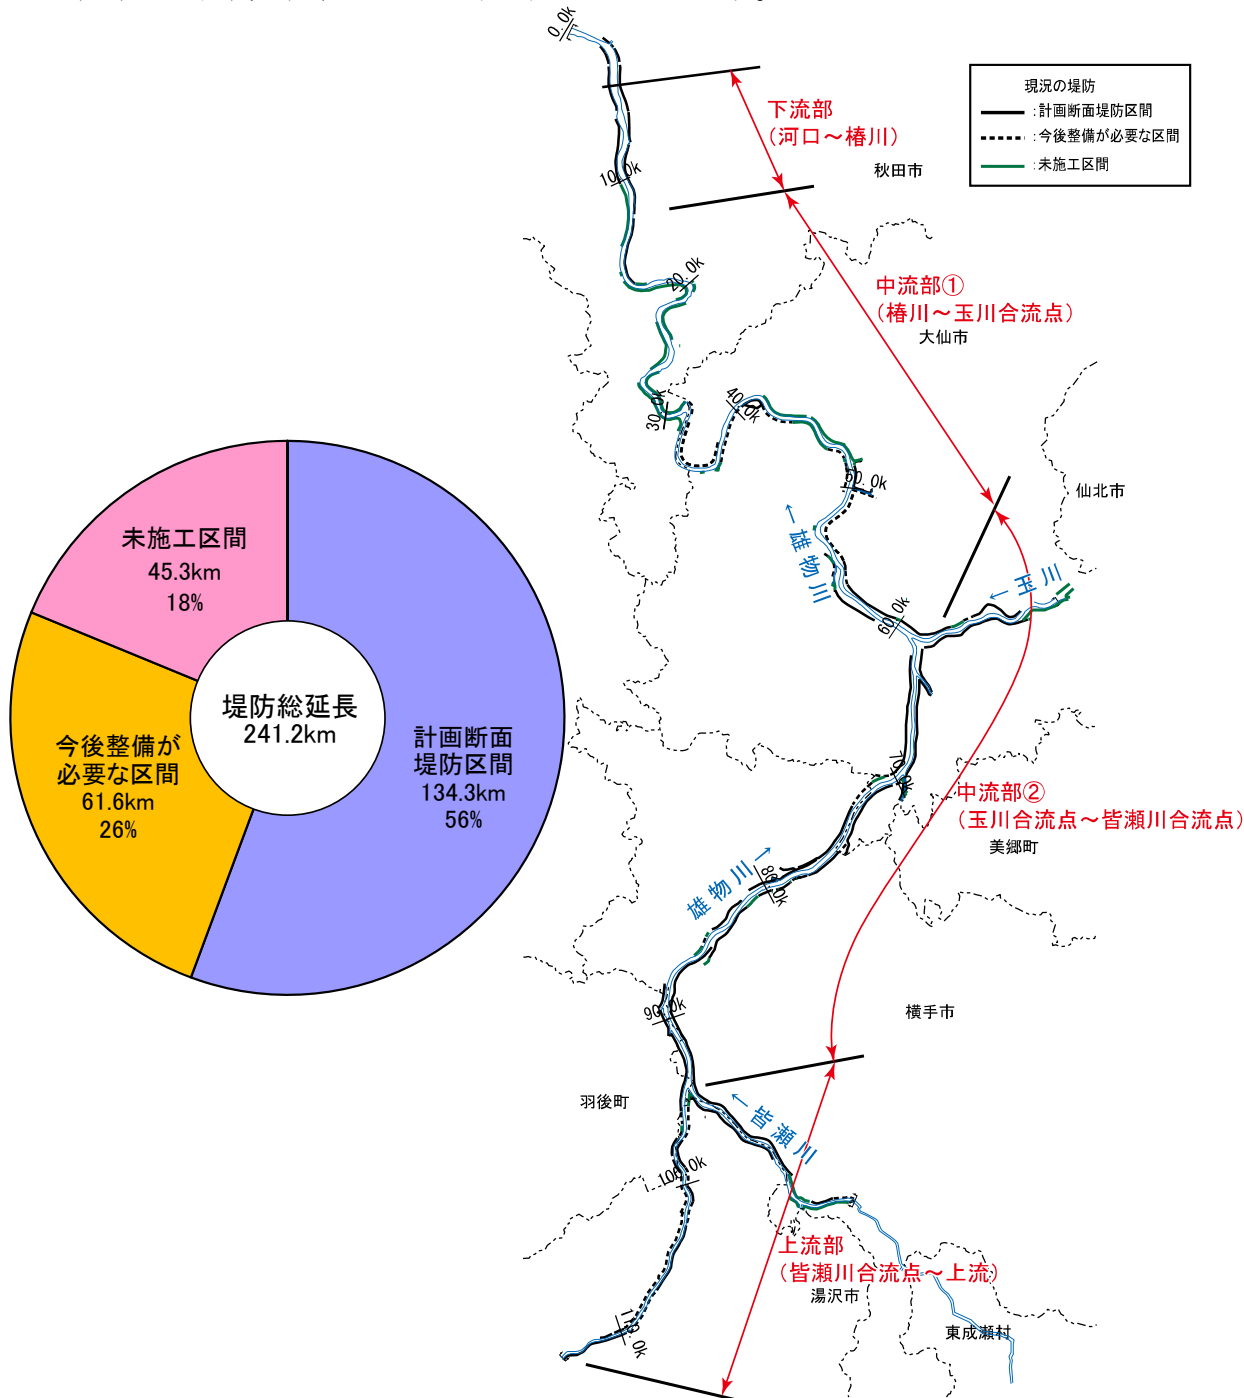 0.0k
現況の堤防
:計画断面堤防区間
:今後整備が必要な区間
:未施工区間
下流部
(河口～椿川)
秋田市
10.0k
20.0k
中流部①
(椿川～玉川合流点)
大仙市
30.0k
40.0k
50.0k
仙北市
←雄物川
←玉川
60.0k
未施工区間
45.3km
18%
堤防総延長
241.2km
今後整備が
必要な区間
61.6km
26%
計画断面
堤防区間
134.3km
56%
70.0k
中流部②
(玉川合流点～皆瀬川合流点)
美郷町
雄物川→
80.0k
90.0k
横手市
羽後町
←皆瀬川
100.0k
上流部
(皆瀬川合流点～上流)
湯沢市
東成瀬村
110.0k